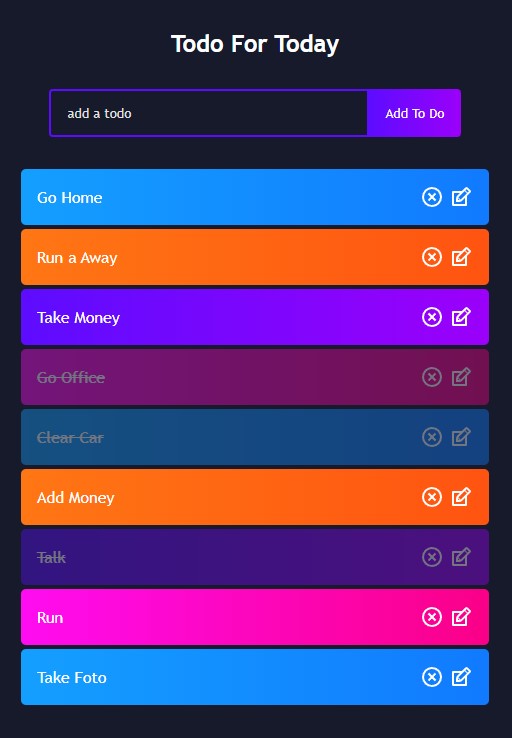 Todo For Today
add a todo
Add To Do
Go Home
Run a Away
Take Money
Go Office
Clear Car
Add Money
Talk
Run
Take Foto